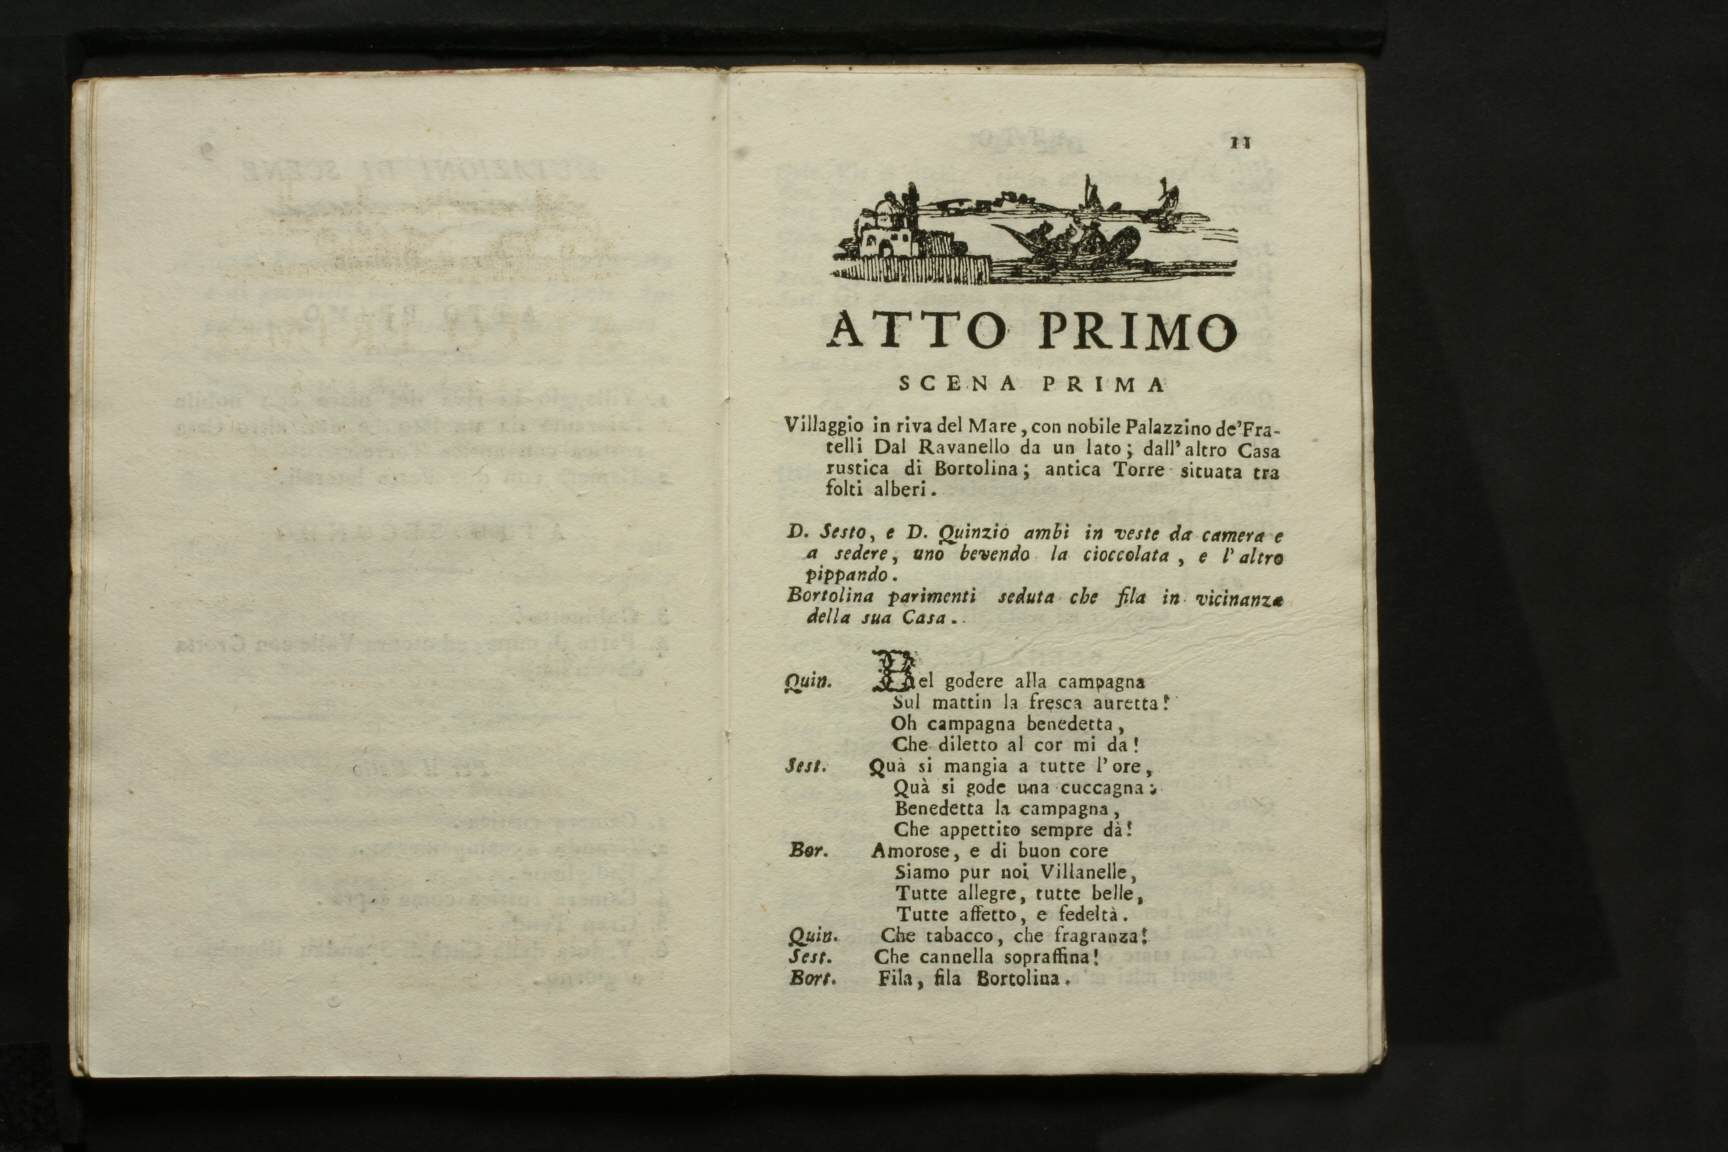 11
ATTO PRIMO
SCENA PRIMA
Villaggio in riva del Mare, con nobile Palazzino de'Fra-
telli Dal Ravanello da un lato; dall'altro Casa
rustica di Bortolina; antica Torre situata tra
folti alberi.
D. Sesto, e D. Quinzio ambi in veste da camera e
a sedere, uno bevendo la cioccolata, e l'altro
pippando.
Bortolina parimenti seduta che fila in vicinanza
della sua Casa.
Quin. Bel godere alla campagna
Sul mattin la fresca auretta!
Oh campagna benedetta,
Che diletto al cor mi da!
Sest. Quà si mangia a tutte l'ore,
Quà si gode una cuccagna:
Benedetta la campagna,
Che appettito sempre dà!
Bor. Amorose, e di buon core
Siamo pur noi Villanelle,
Tutte allegre, tutte belle,
Tutte affetto, e fedeltà.
Quin. Che tabacco, che fragranza!
Sest. Che cannella sopraffina!
Bort. Fila, fila Bortolina.